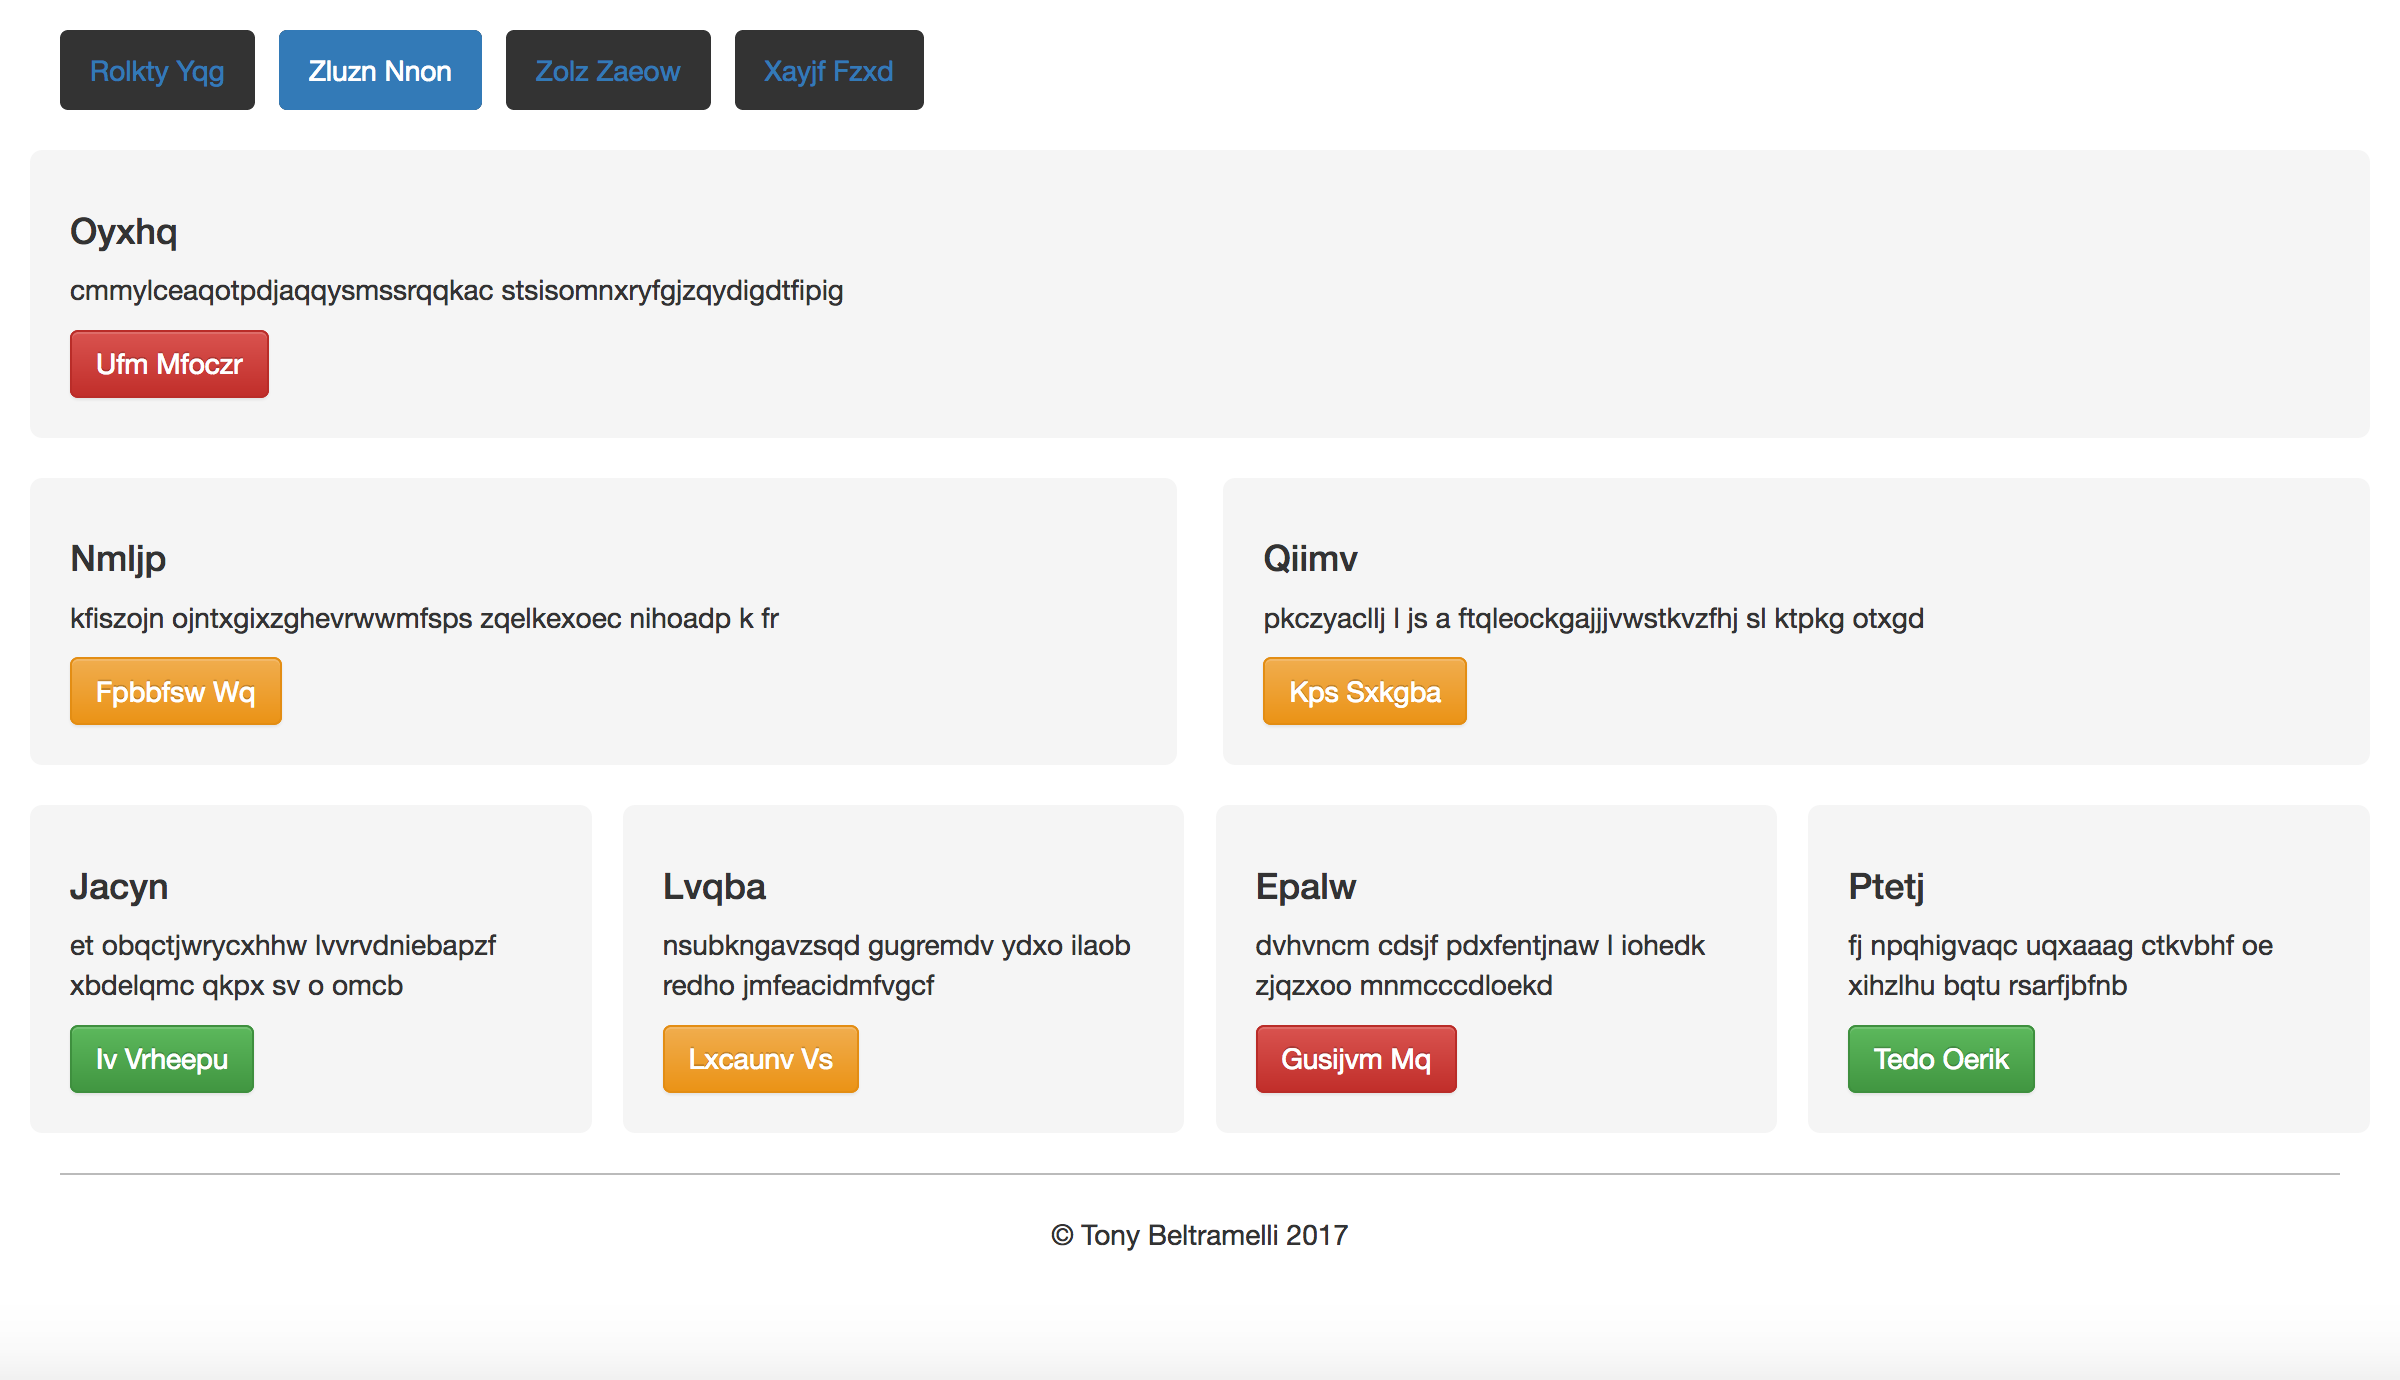 Rolkty Yqg
Zluzn Nnon
Zolz Zaeow
Xayjf Fzxd
Oyxhq
cmmylceaqotpdjaqqysmssrqqkac stsisomnxryfgjzqydigdtfipig
Ufm Mfoczr
Nmljp
kfiszojn ojntxgixzghevrwwmfsps zqelkexoec nihoadp k fr
Fpbbfsw Wq
Qiimv
pkczyacllj l js a ftqleockgajjjvwstkvzfhj sl ktpkg otxgd
Kps Sxkgba
Jacyn
et obqctjwrycxhhw lvvrvdniebapzf
xbdelqmc qkpx sv o omcb
Iv Vrheepu
Lvqba
nsubkngavzsqd gugremdv ydxo ilaob
redho jmfeacidmfvgcf
Lxcaunv Vs
Epalw
dvhvncm cdsjf pdxfentjnaw l iohedk
zjqzxoo mnmcccdloekd
Gusijvm Mq
Ptetj
fj npqhigvaqc uqxaaag ctkvbhf oe
xihzlhu bqtu rsarfjbfnb
Tedo Oerik
© Tony Beltramelli 2017